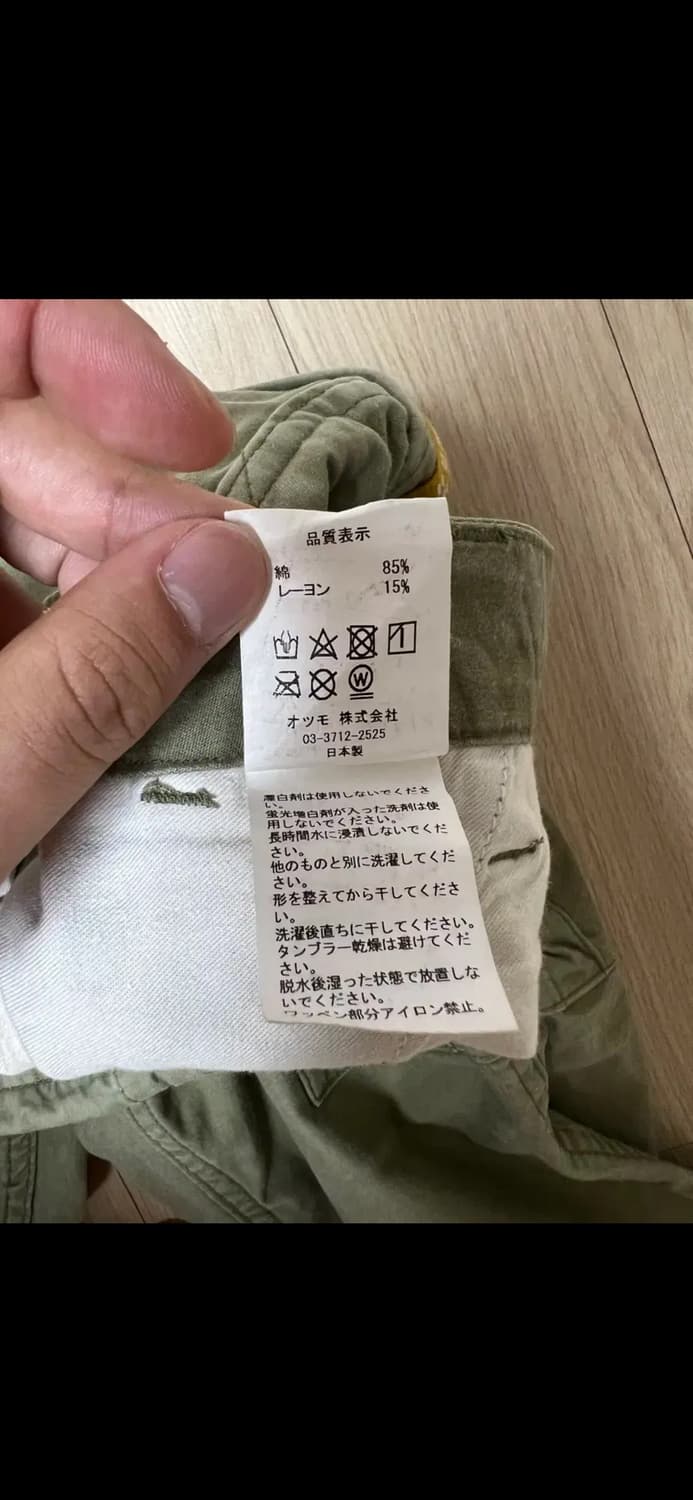 品質表示
綿 85%
レーヨン 15%
W
オツモ 株式会社
03-3712-2525
日本製
漂白剤は使用しないでくださ
い。
蛍光増白剤が入った洗剤は使
用しないでください。
長時間水に浸漬しないでくだ
さい。
他のものと別に洗濯してくだ
さい。
形を整えてから干してくださ
い。
洗濯後直ちに干してください。
タンブラー乾燥は避けてくだ
さい。
脱水後湿った状態で放置しな
いでください。
ワッペン部分アイロン禁止。